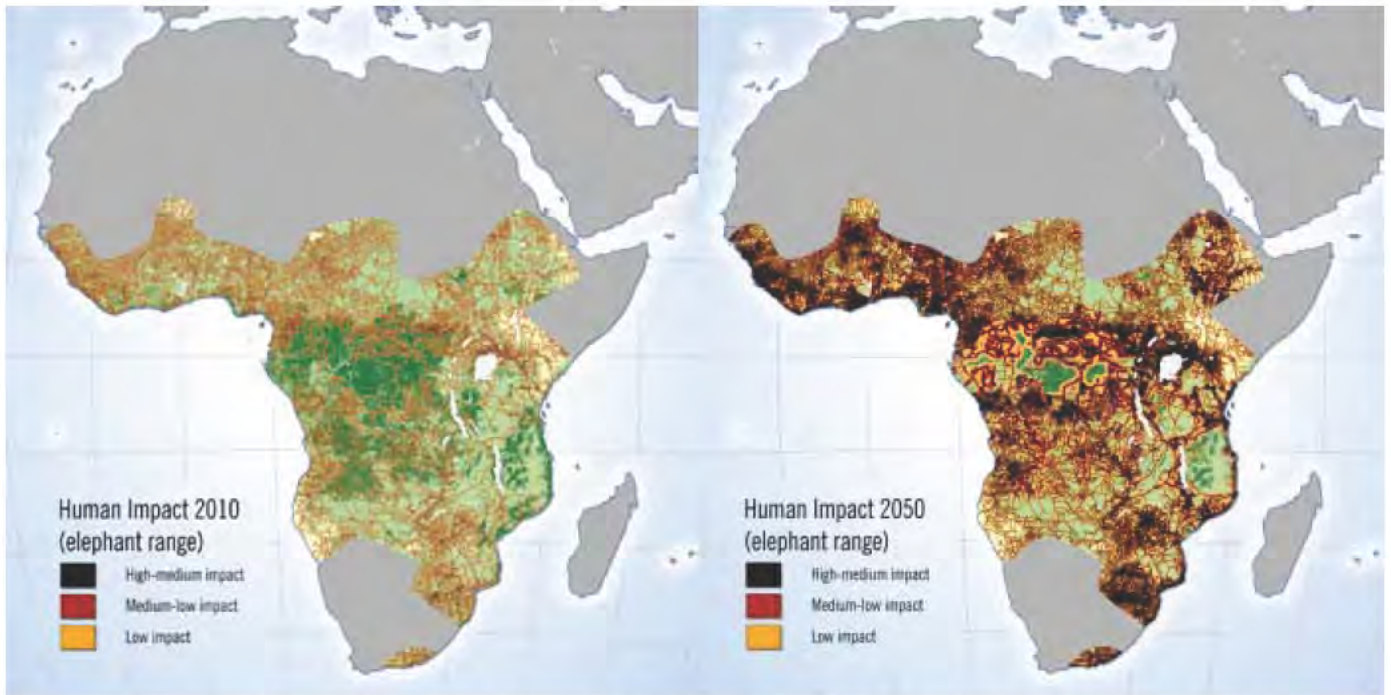 Human Impact 2010
(elephant range)
High-medium impact
Medium-low impact
Low impact
Human Impact 2050
(elephant range)
High-medium impact
Medium-low impact
Low impact